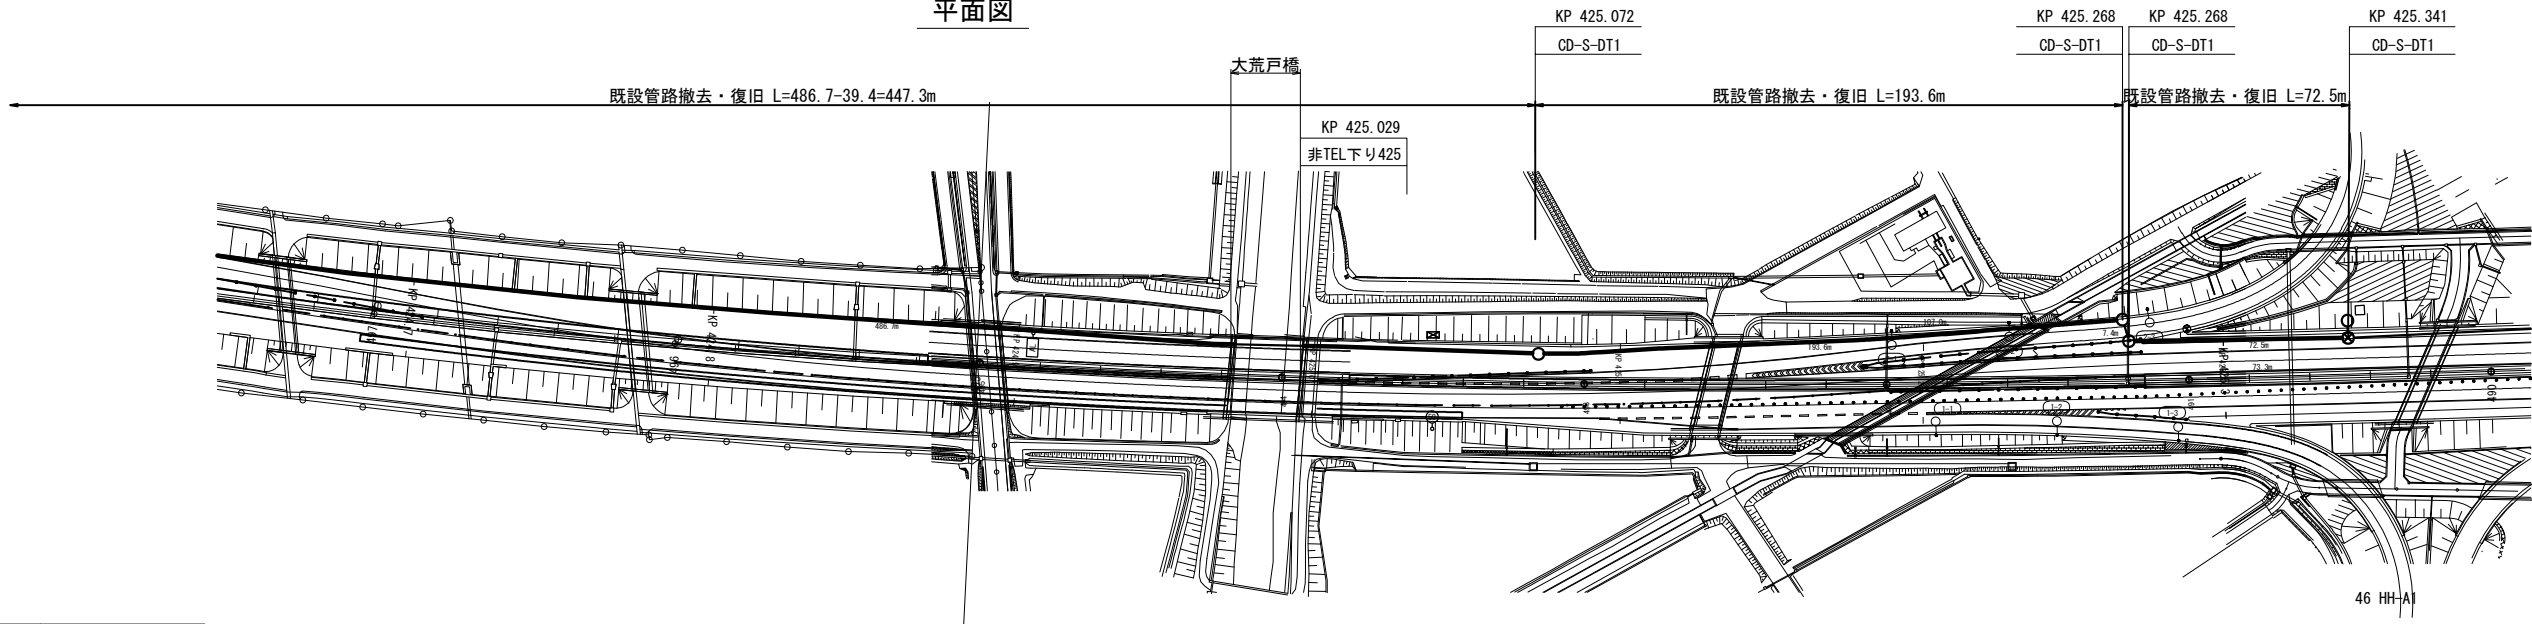 平面図
KP 425.072
CD-S-DT1
KP 425.268
CD-S-DT1
KP 425.268
CD-S-DT1
KP 425.341
CD-S-DT1
大荒戸橋
既設管路撤去・復旧 L=486.7-39.4=447.3m
既設管路撤去・復旧 L=193.6m
既設管路撤去・復旧 L=72.5m
KP 425.029
非TEL下り425
486.7m
107.0m
193.6m
7.4m
72.5m
73.3m
1-1
1-2
1-3
46 HH-A1